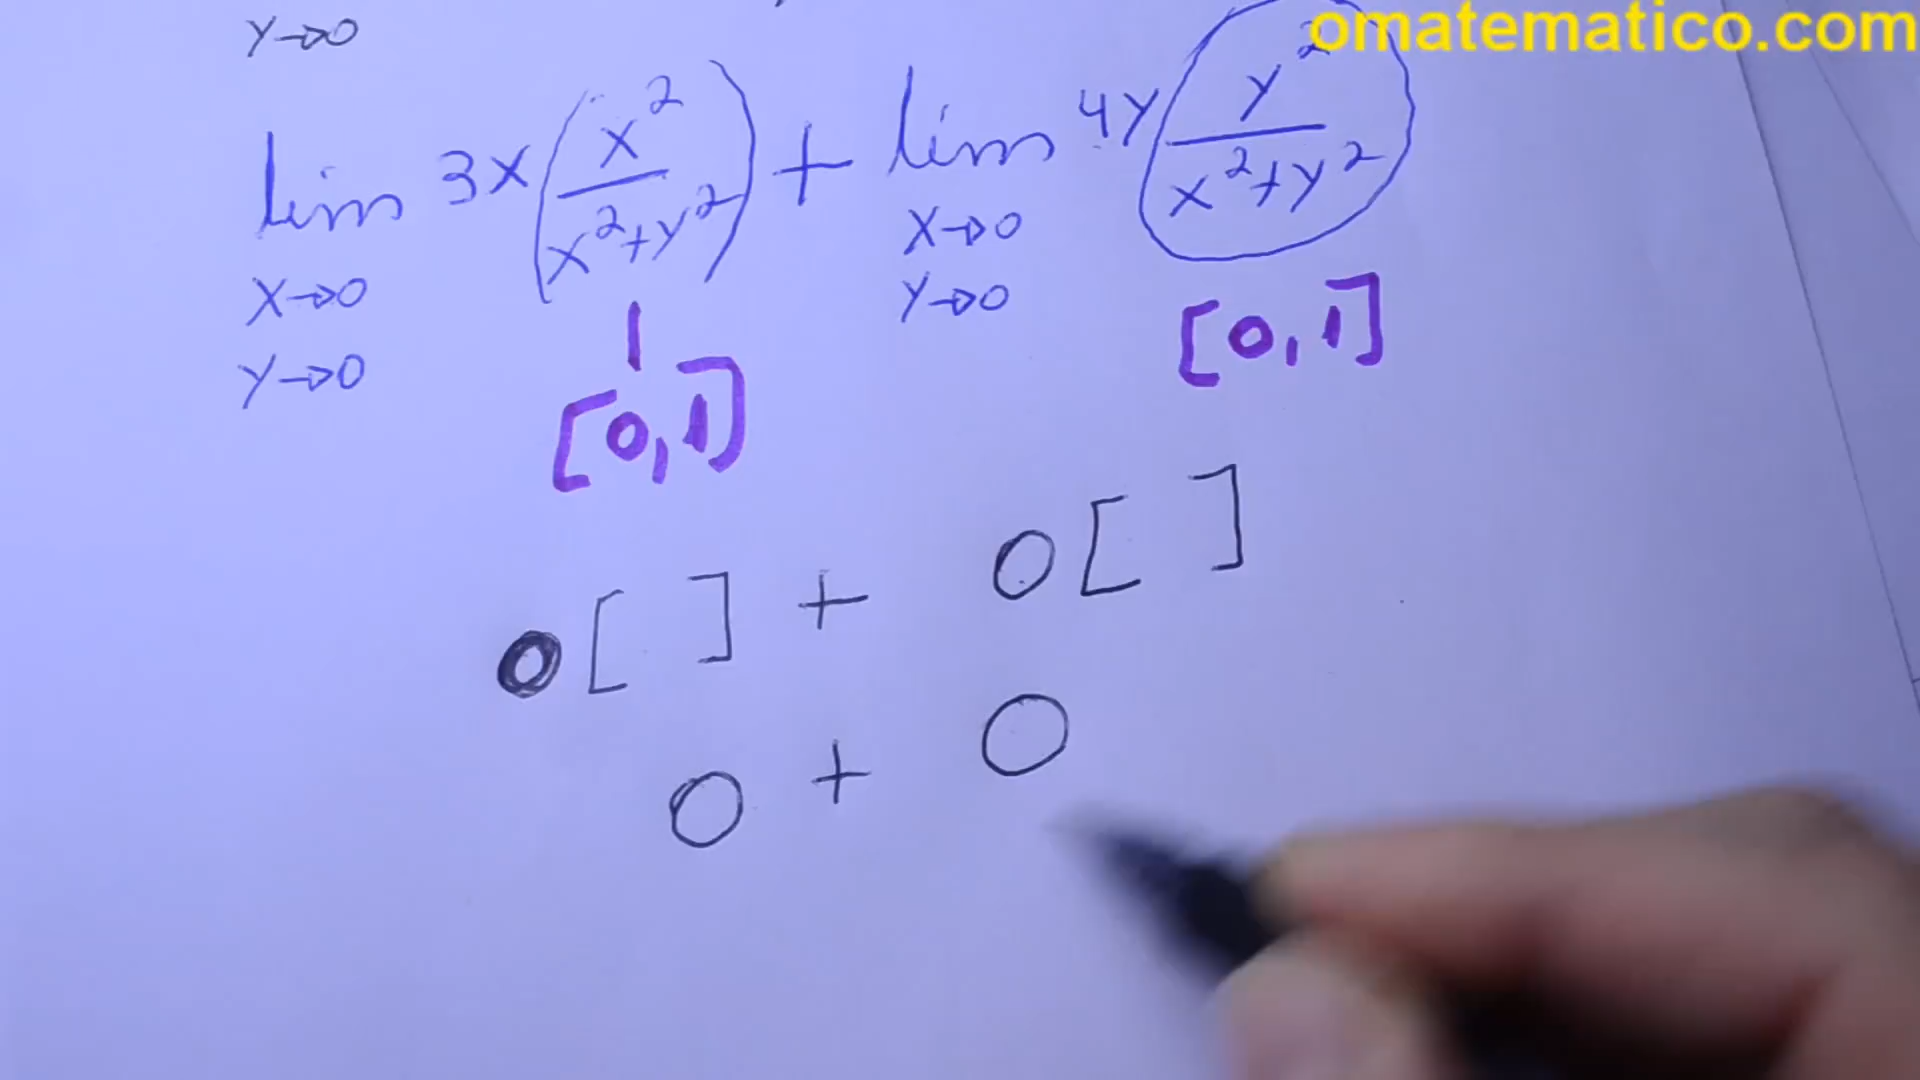 omatematico.com
Y→0
lim 3X (x²/(x²+y²)) + lim 4Y (y²/(x²+y²))
X→0 X→0
Y→0 Y→0
[0,1] [0,1]
0[ ] + 0[ ]
0 + 0